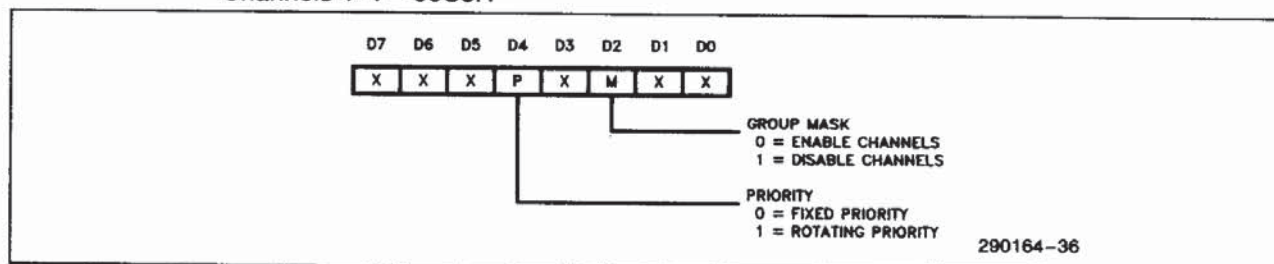 D7 D6 D5 D4 D3 D2 D1 D0
X X X P X M X X
GROUP MASK
0 = ENABLE CHANNELS
1 = DISABLE CHANNELS
PRIORITY
0 = FIXED PRIORITY
1 = ROTATING PRIORITY
290164-36